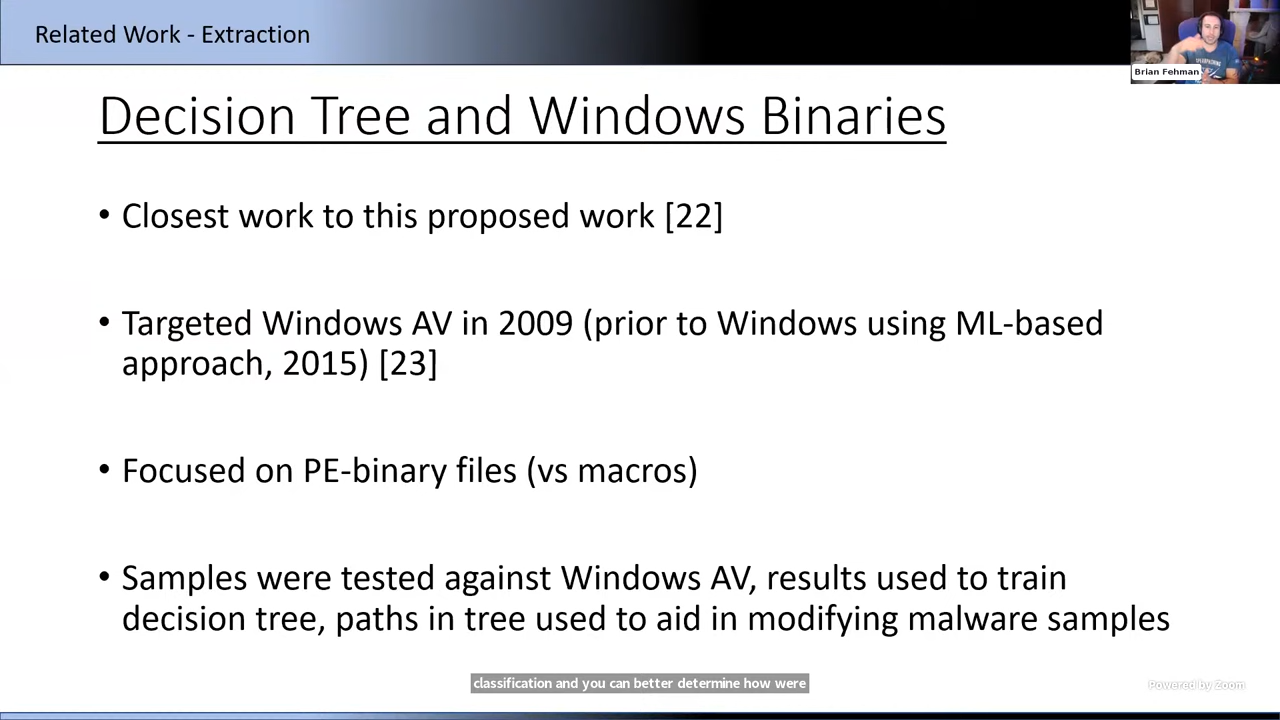 Related Work - Extraction
Brian Fehman
Decision Tree and Windows Binaries
• Closest work to this proposed work [22]
• Targeted Windows AV in 2009 (prior to Windows using ML-based
approach, 2015) [23]
• Focused on PE-binary files (vs macros)
• Samples were tested against Windows AV, results used to train
decision tree, paths in tree used to aid in modifying malware samples
classification and you can better determine how were
Powered by Zoom